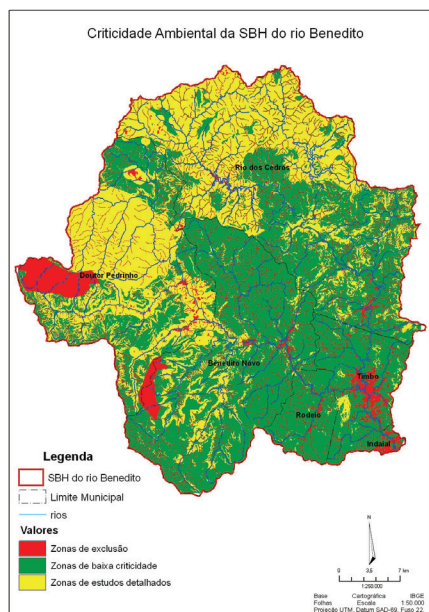 Criticidade Ambiental da SBH do rio Benedito
Rio dos Cedros
Doutor Pedrinho
Benedito Novo
Timbo
Rodeio
Indaial
Legenda
SBH do rio Benedito
Limite Municipal
rios
Valores
Zonas de exclusão
Zonas de baixa criticidade
Zonas de estudos detalhados
N
0 3,5 7 km
1:250.000
Base Cartográfica IBGE
Folhas Escala 1:50.000
Projeção UTM. Datum SAD-69. Fuso 22